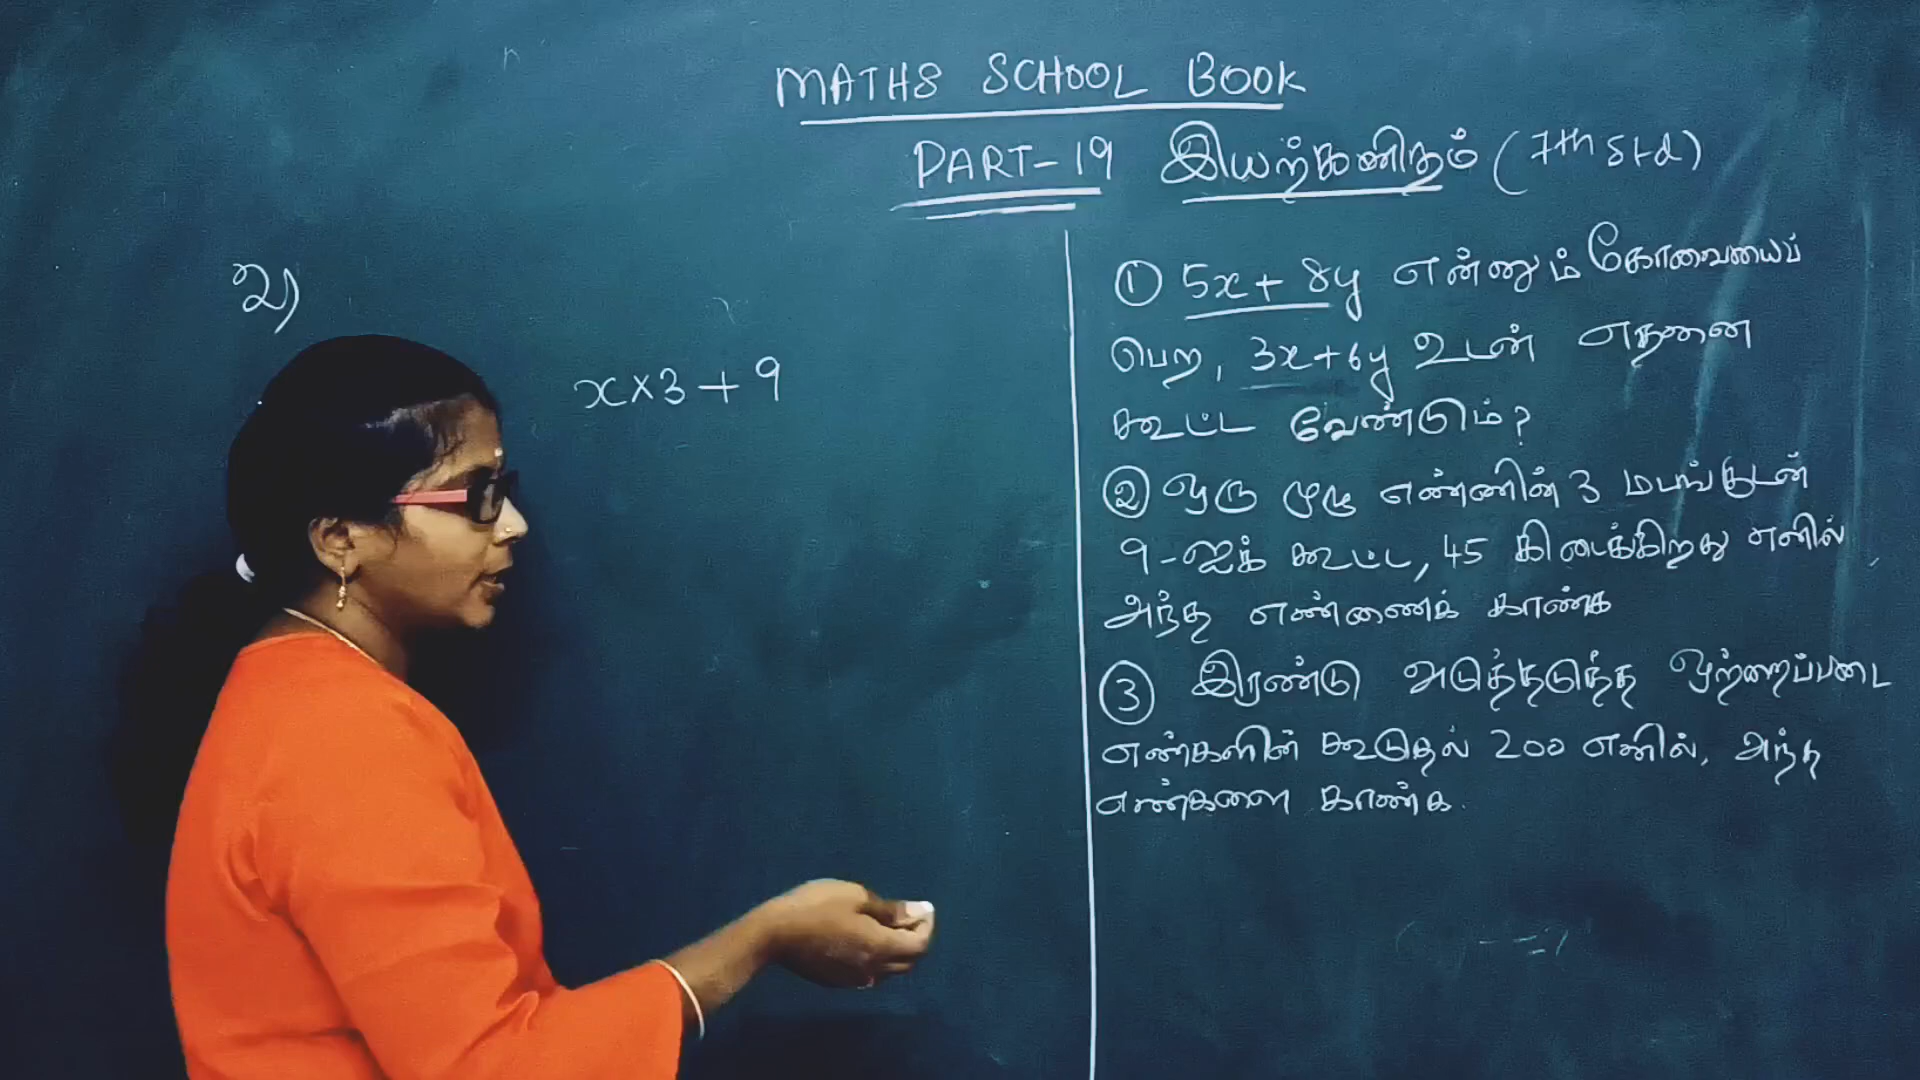 MATHS SCHOOL BOOK
PART-19 இயற்கணிதம் (7th Std)
2)
x×3+9
① 5x+8y என்னும் கோவையைப்
பெற, 3x+6y உடன் எதனை
கூட்ட வேண்டும்?
② ஒரு முழு எண்ணின் 3 மடங்குடன்
9-ஐக் கூட்ட, 45 கிடைக்கிறது எனில்
அந்த எண்ணைக் காண்க
③ இரண்டு அடுத்தடுத்த ஒற்றைப்படை
எண்களின் கூடுதல் 200 எனில், அந்த
எண்களை காண்க.